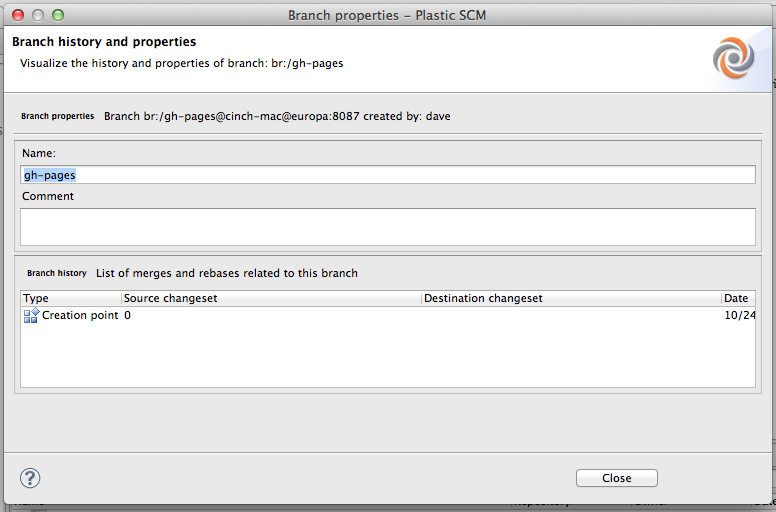 Branch properties – Plastic SCM
Branch history and properties
Visualize the history and properties of branch: br:/gh-pages
Branch properties Branch br:/gh-pages@cinch-mac@europa:8087 created by: dave
Name:
gh-pages
Comment
Branch history List of merges and rebases related to this branch
Type Source changeset Destination changeset Date
Creation point 0 10/24
?
Close